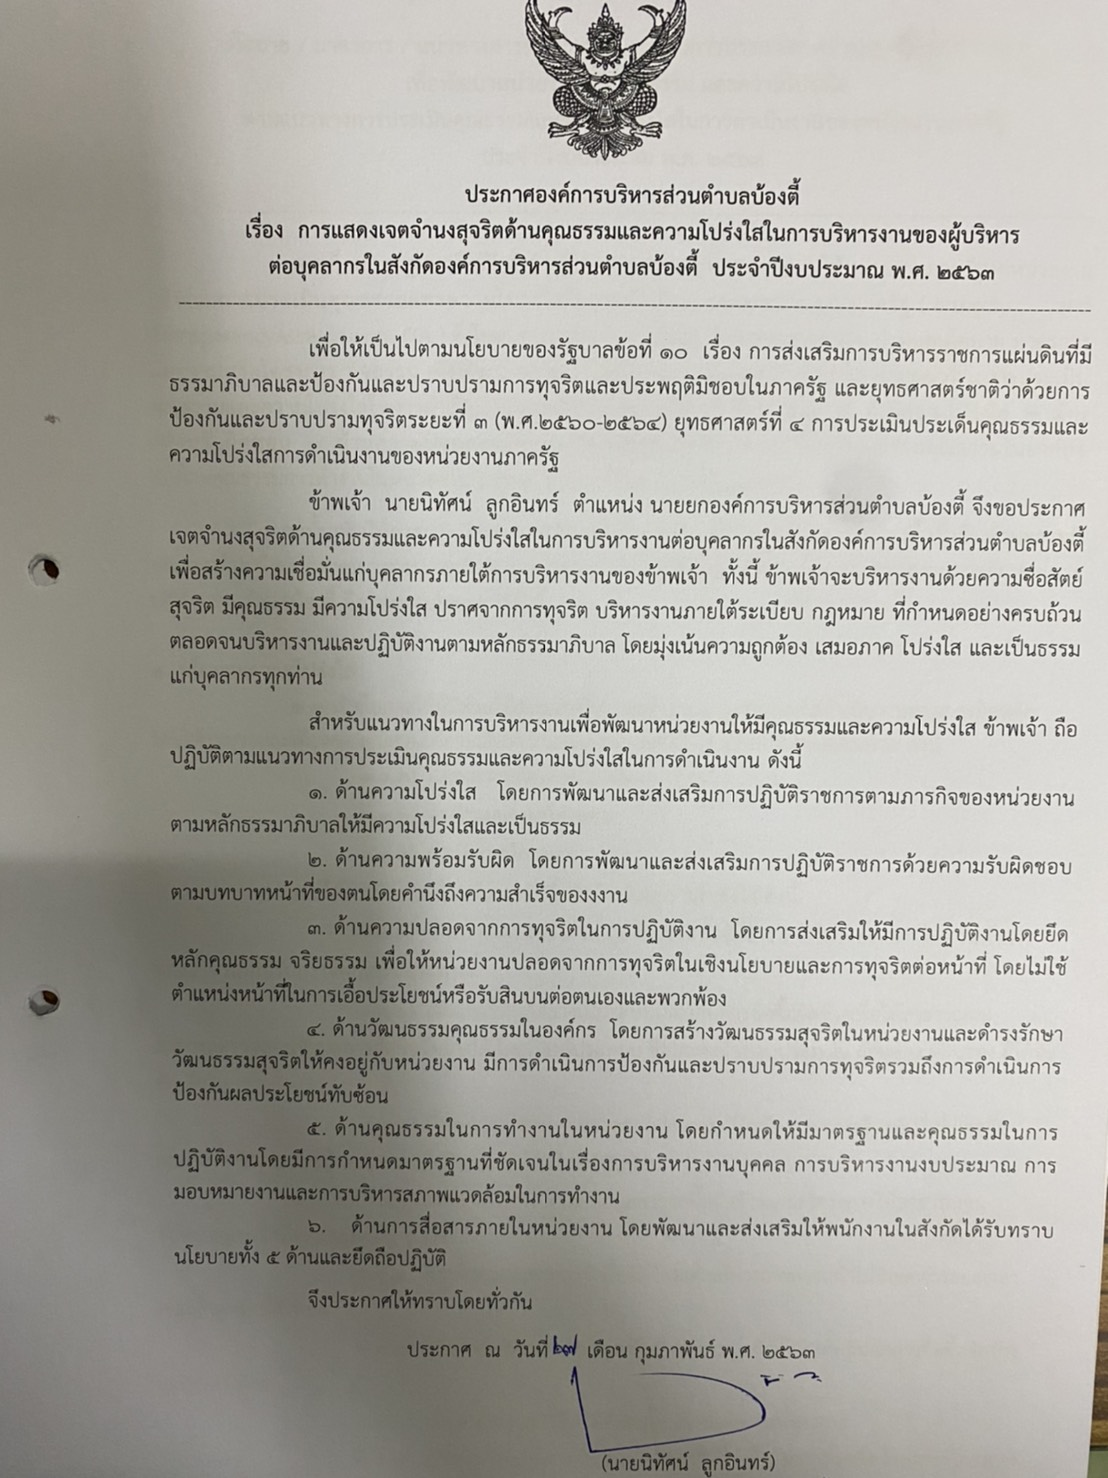 ประกาศองค์การบริหารส่วนตำบลบ้องตี้
เรื่อง การแสดงเจตจำนงสุจริตด้านคุณธรรมและความโปร่งใสในการบริหารงานของผู้บริหาร
ต่อบุคลากรในสังกัดองค์การบริหารส่วนตำบลบ้องตี้ ประจำปีงบประมาณ พ.ศ. ๒๕๖๓
เพื่อให้เป็นไปตามนโยบายของรัฐบาลข้อที่ ๑๐ เรื่อง การส่งเสริมการบริหารราชการแผ่นดินที่มี
ธรรมาภิบาลและป้องกันและปราบปรามการทุจริตและประพฤติมิชอบในภาครัฐ และยุทธศาสตร์ชาติว่าด้วยการ
ป้องกันและปราบปรามทุจริตระยะที่ ๓ (พ.ศ.๒๕๖๐-๒๕๖๔) ยุทธศาสตร์ที่ ๔ การประเมินประเด็นคุณธรรมและ
ความโปร่งใสการดำเนินงานของหน่วยงานภาครัฐ
ข้าพเจ้า นายนิทัศน์ ลูกอินทร์ ตำแหน่ง นายยกองค์การบริหารส่วนตำบลบ้องตี้ จึงขอประกาศ
เจตจำนงสุจริตด้านคุณธรรมและความโปร่งใสในการบริหารงานต่อบุคลากรในสังกัดองค์การบริหารส่วนตำบลบ้องตี้
เพื่อสร้างความเชื่อมั่นแก่บุคลากรภายใต้การบริหารงานของข้าพเจ้า ทั้งนี้ ข้าพเจ้าจะบริหารงานด้วยความซื่อสัตย์
สุจริต มีคุณธรรม มีความโปร่งใส ปราศจากการทุจริต บริหารงานภายใต้ระเบียบ กฎหมาย ที่กำหนดอย่างครบถ้วน
ตลอดจนบริหารงานและปฏิบัติงานตามหลักธรรมาภิบาล โดยมุ่งเน้นความถูกต้อง เสมอภาค โปร่งใส และเป็นธรรม
แก่บุคลากรทุกท่าน
สำหรับแนวทางในการบริหารงานเพื่อพัฒนาหน่วยงานให้มีคุณธรรมและความโปร่งใส ข้าพเจ้า ถือ
ปฏิบัติตามแนวทางการประเมินคุณธรรมและความโปร่งใสในการดำเนินงาน ดังนี้
๑. ด้านความโปร่งใส โดยการพัฒนาและส่งเสริมการปฏิบัติราชการตามภารกิจของหน่วยงาน
ตามหลักธรรมาภิบาลให้มีความโปร่งใสและเป็นธรรม
๒. ด้านความพร้อมรับผิด โดยการพัฒนาและส่งเสริมการปฏิบัติราชการด้วยความรับผิดชอบ
ตามบทบาทหน้าที่ของตนโดยคำนึงถึงความสำเร็จของงงาน
๓. ด้านความปลอดจากการทุจริตในการปฏิบัติงาน โดยการส่งเสริมให้มีการปฏิบัติงานโดยยึด
หลักคุณธรรม จริยธรรม เพื่อให้หน่วยงานปลอดจากการทุจริตในเชิงนโยบายและการทุจริตต่อหน้าที่ โดยไม่ใช้
ตำแหน่งหน้าที่ในการเอื้อประโยชน์หรือรับสินบนต่อตนเองและพวกพ้อง
๔. ด้านวัฒนธรรมคุณธรรมในองค์กร โดยการสร้างวัฒนธรรมสุจริตในหน่วยงานและดำรงรักษา
วัฒนธรรมสุจริตให้คงอยู่กับหน่วยงาน มีการดำเนินการป้องกันและปราบปรามการทุจริตรวมถึงการดำเนินการ
ป้องกันผลประโยชน์ทับซ้อน
๕. ด้านคุณธรรมในการทำงานในหน่วยงาน โดยกำหนดให้มีมาตรฐานและคุณธรรมในการ
ปฏิบัติงานโดยมีการกำหนดมาตรฐานที่ชัดเจนในเรื่องการบริหารงานบุคคล การบริหารงานงบประมาณ การ
มอบหมายงานและการบริหารสภาพแวดล้อมในการทำงาน
๖. ด้านการสื่อสารภายในหน่วยงาน โดยพัฒนาและส่งเสริมให้พนักงานในสังกัดได้รับทราบ
นโยบายทั้ง ๕ ด้านและยึดถือปฏิบัติ
จึงประกาศให้ทราบโดยทั่วกัน
ประกาศ ณ วันที่ ๒๗ เดือน กุมภาพันธ์ พ.ศ. ๒๕๖๓
(นายนิทัศน์ ลูกอินทร์)